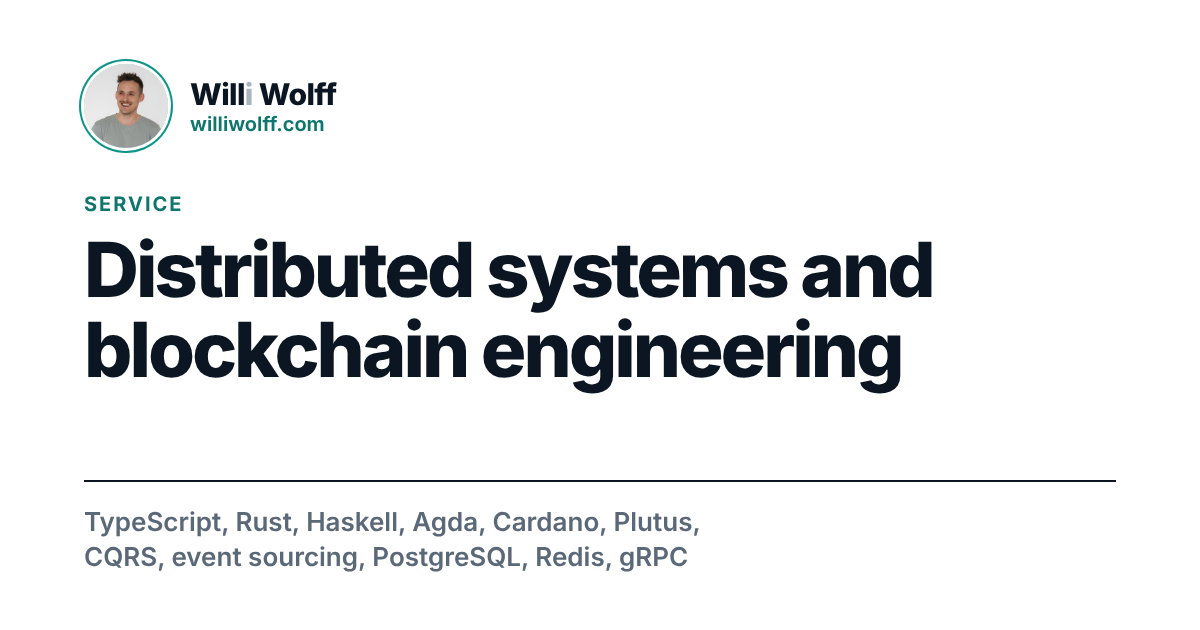 Willi Wolff
williwolff.com
SERVICE
Distributed systems and
blockchain engineering
TypeScript, Rust, Haskell, Agda, Cardano, Plutus,
CQRS, event sourcing, PostgreSQL, Redis, gRPC